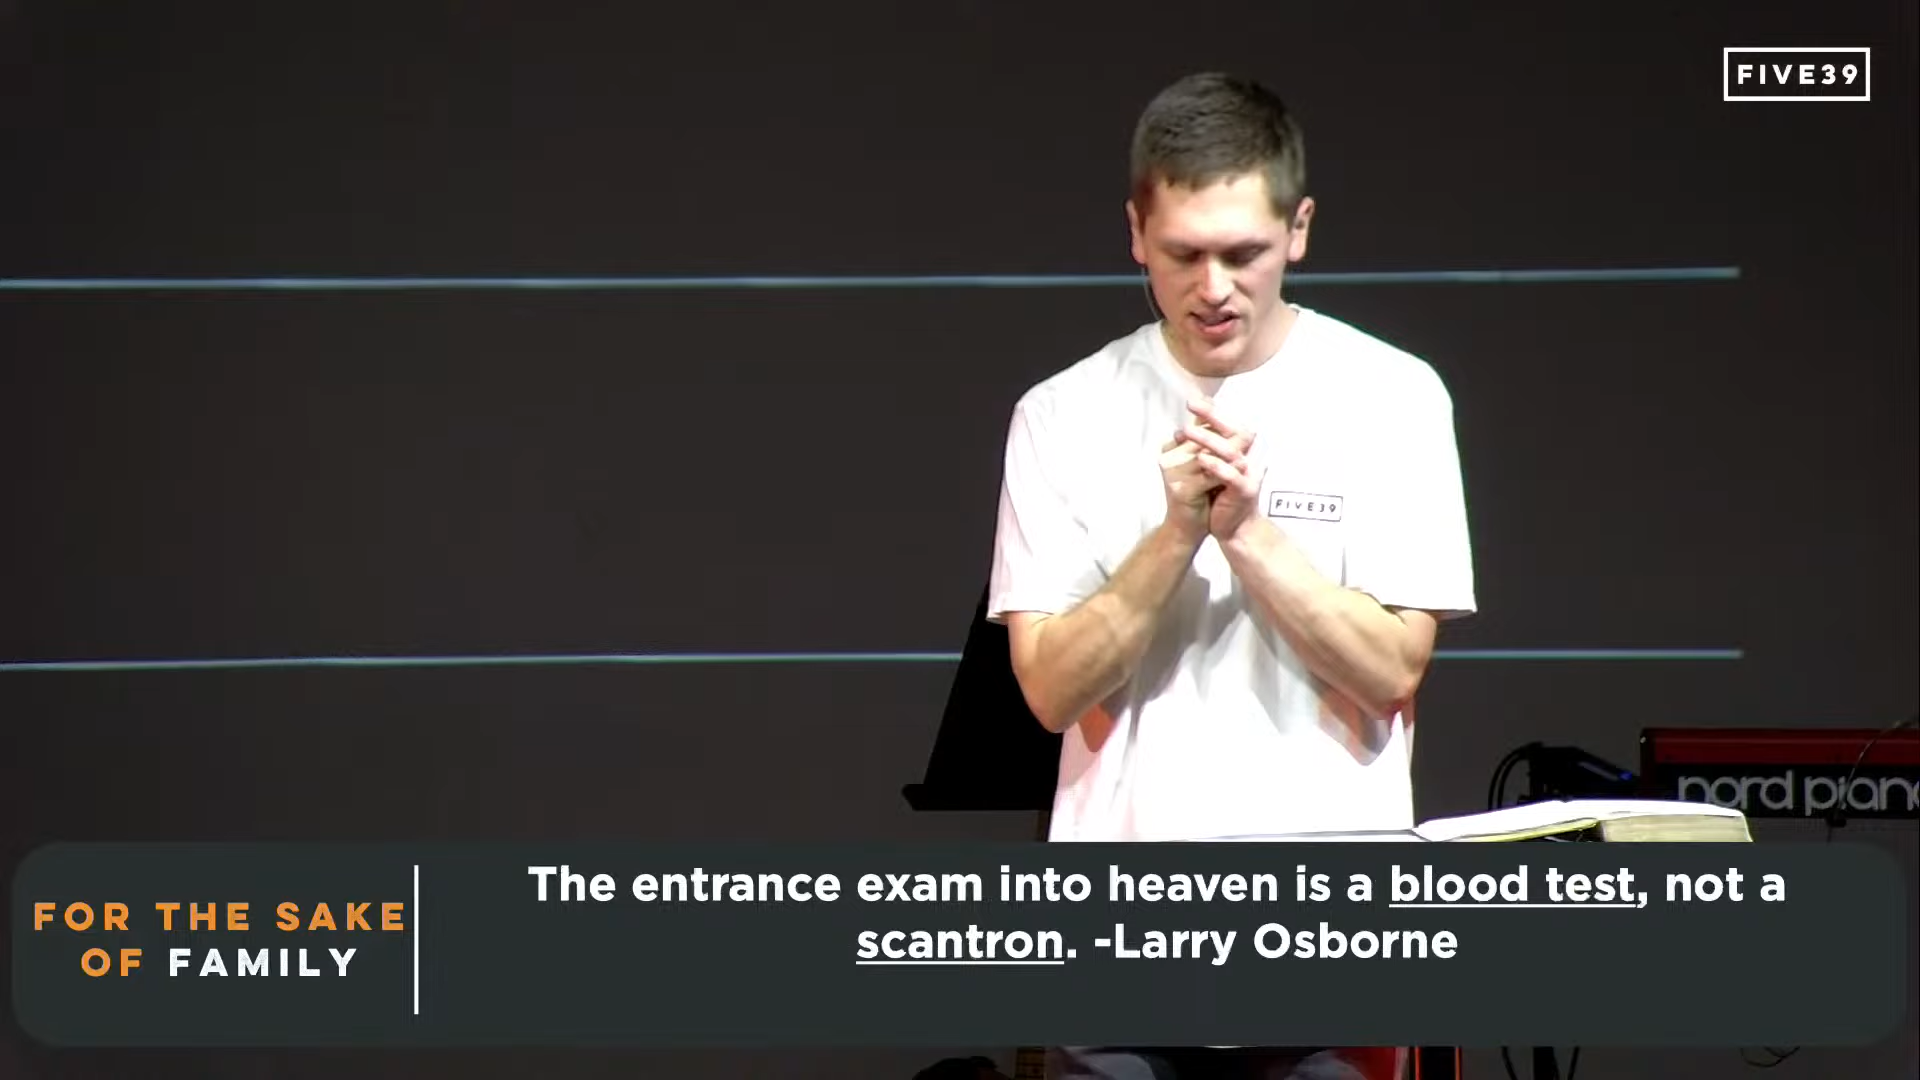 FIVE39
FIVE39
nord piano
FOR THE SAKE
OF FAMILY
The entrance exam into heaven is a blood test, not a
scantron. -Larry Osborne